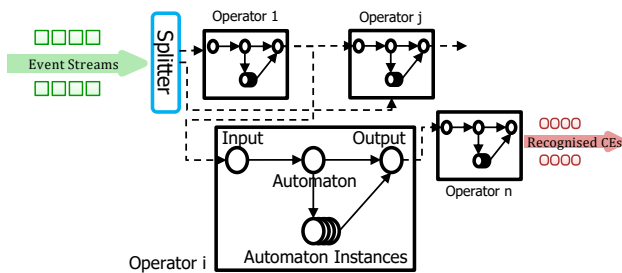 Operator 1
Operator j
Event Streams
Splitter
Input
Output
Automaton
Automaton Instances
Operator i
Operator n
Recognised CEs